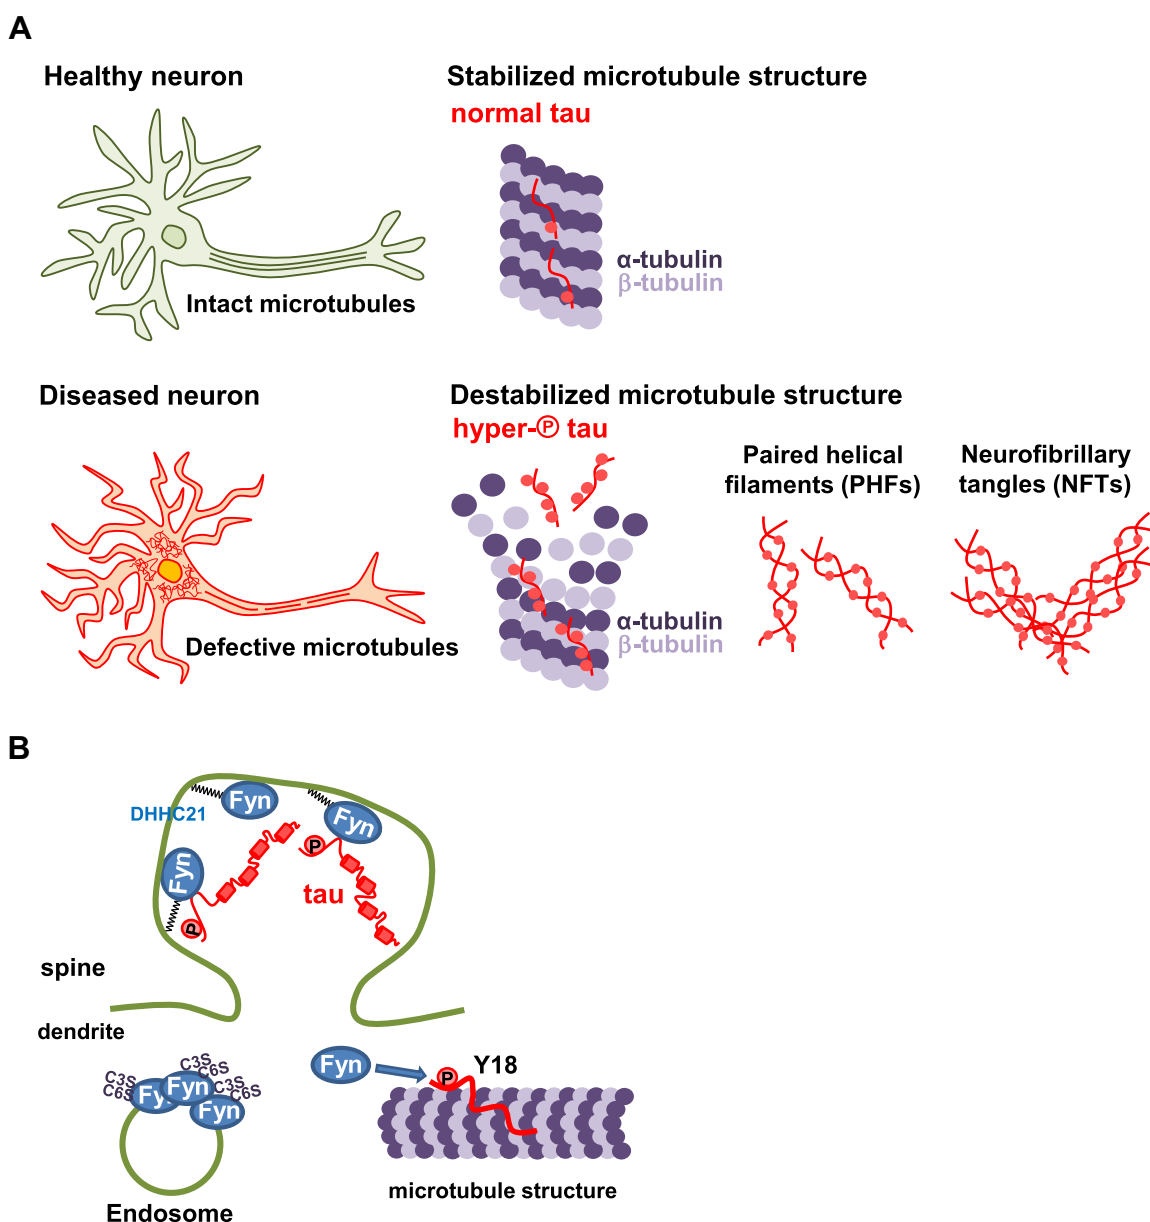 A
Healthy neuron
Stabilized microtubule structure
normal tau
α-tubulin
β-tubulin
Intact microtubules
Diseased neuron
Destabilized microtubule structure
hyper-Ⓟ tau
Paired helical
filaments (PHFs)
Neurofibrillary
tangles (NFTs)
α-tubulin
β-tubulin
Defective microtubules
B
Fyn
DHHC21
Fyn
P
Fyn
tau
P
spine
dendrite
C3S
C6S
Fyn
Y18
P
C3S
C6S
Fyn
Fy
C3S
C6S
Fyn
microtubule structure
Endosome